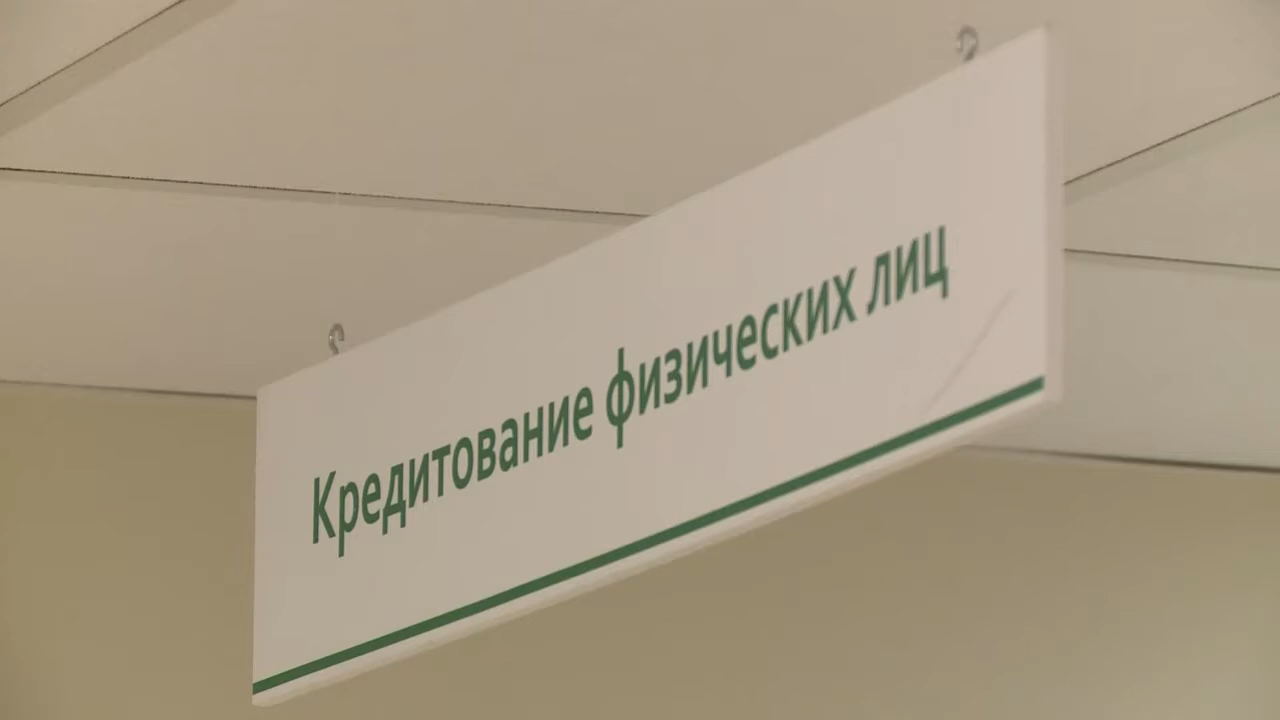 Кредитование физических лиц